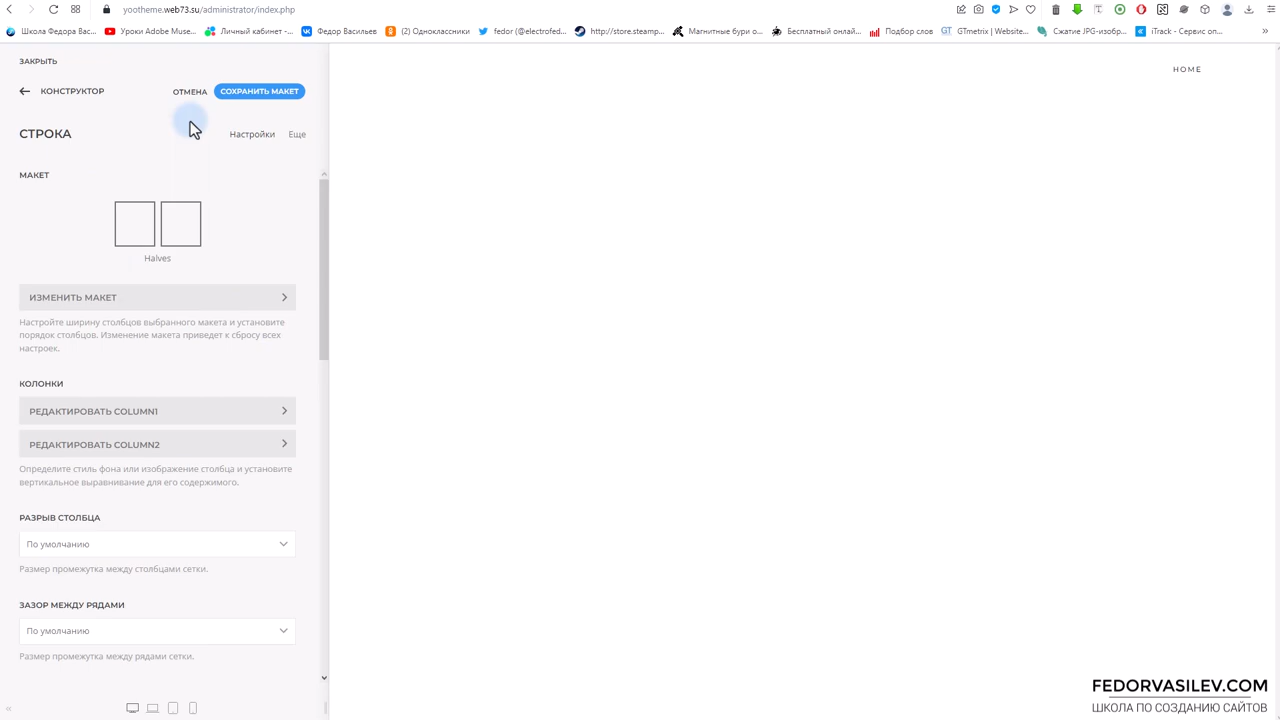 yootheme.web73.su/administrator/index.php
Школа Федора Вас...
Уроки Adobe Muse...
Личный кабинет -...
Федор Васильев
(2) Одноклассники
fedor (@electrofed...
http://store.steamp...
Магнитные бури о...
Бесплатный онлай...
Подбор слов
GTmetrix | Website...
Сжатие JPG-изобр...
iTrack - Сервис оп...
ЗАКРЫТЬ
HOME
КОНСТРУКТОР
ОТМЕНА
СОХРАНИТЬ МАКЕТ
СТРОКА
Настройки
Еще
МАКЕТ
Halves
ИЗМЕНИТЬ МАКЕТ
Настройте ширину столбцов выбранного макета и установите
порядок столбцов. Изменение макета приведет к сбросу всех
настроек.
КОЛОНКИ
РЕДАКТИРОВАТЬ COLUMN1
РЕДАКТИРОВАТЬ COLUMN2
Определите стиль фона или изображение столбца и установите
вертикальное выравнивание для его содержимого.
РАЗРЫВ СТОЛБЦА
По умолчанию
Размер промежутка между столбцами сетки.
ЗАЗОР МЕЖДУ РЯДАМИ
По умолчанию
Размер промежутка между рядами сетки.
FEDORVASILEV.COM
ШКОЛА ПО СОЗДАНИЮ САЙТОВ